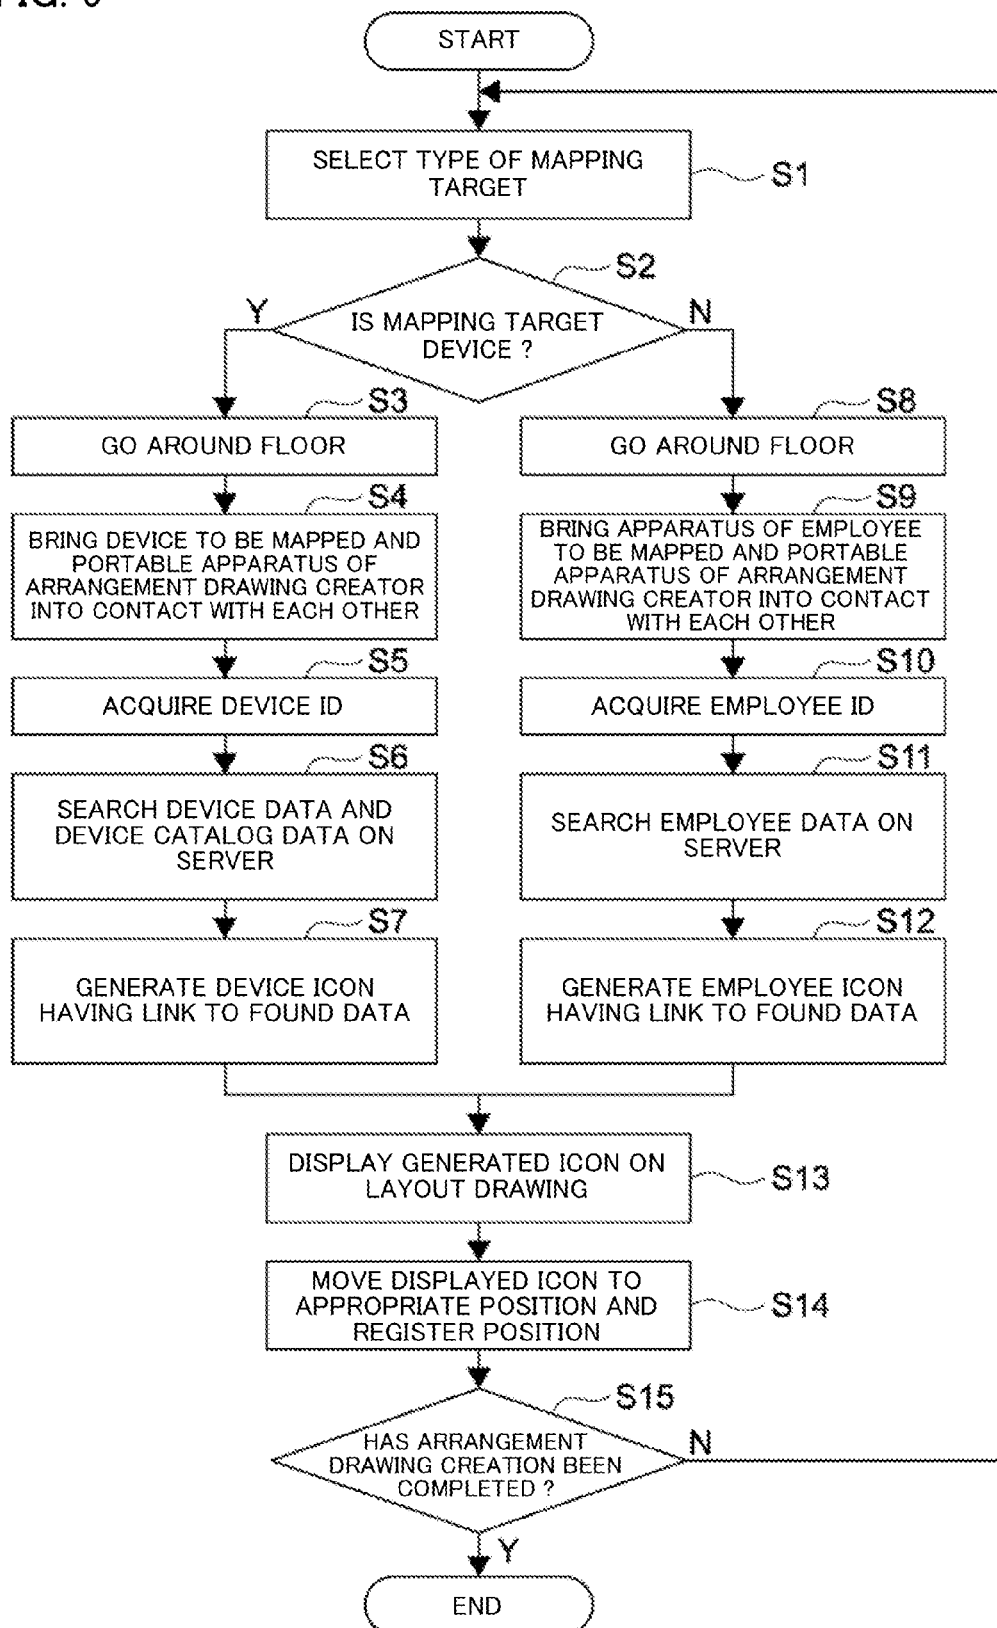 START
SELECT TYPE OF MAPPING
TARGET
S1
S2
IS MAPPING TARGET
DEVICE ?
Y
N
S3
GO AROUND FLOOR
S4
BRING DEVICE TO BE MAPPED AND
PORTABLE APPARATUS OF
ARRANGEMENT DRAWING CREATOR
INTO CONTACT WITH EACH OTHER
S5
ACQUIRE DEVICE ID
S6
SEARCH DEVICE DATA AND
DEVICE CATALOG DATA ON
SERVER
S7
GENERATE DEVICE ICON
HAVING LINK TO FOUND DATA
S8
GO AROUND FLOOR
S9
BRING APPARATUS OF EMPLOYEE
TO BE MAPPED AND PORTABLE
APPARATUS OF ARRANGEMENT
DRAWING CREATOR INTO CONTACT
WITH EACH OTHER
S10
ACQUIRE EMPLOYEE ID
S11
SEARCH EMPLOYEE DATA ON
SERVER
S12
GENERATE EMPLOYEE ICON
HAVING LINK TO FOUND DATA
DISPLAY GENERATED ICON ON
LAYOUT DRAWING
S13
MOVE DISPLAYED ICON TO
APPROPRIATE POSITION AND
REGISTER POSITION
S14
S15
HAS ARRANGEMENT
DRAWING CREATION BEEN
COMPLETED ?
N
Y
END